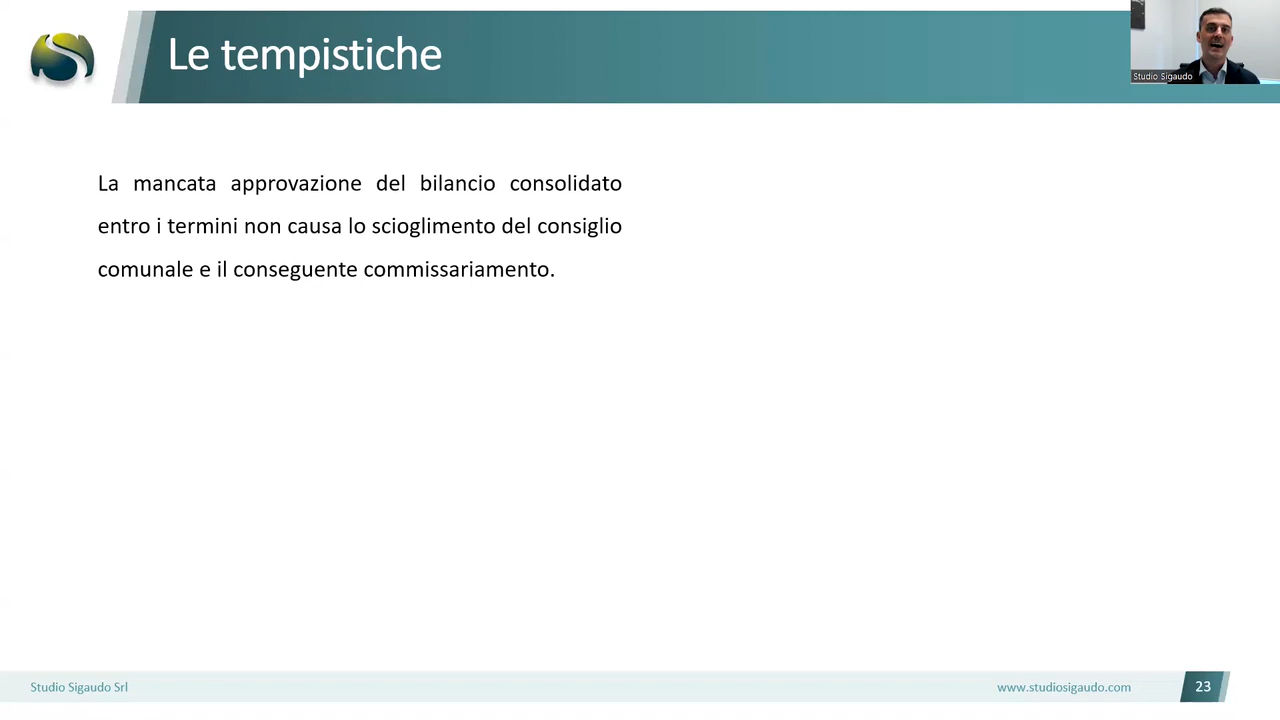 Le tempistiche
Studio Sigaudo
La mancata approvazione del bilancio consolidato
entro i termini non causa lo scioglimento del consiglio
comunale e il conseguente commissariamento.
Studio Sigaudo Srl
www.studiosigaudo.com
23